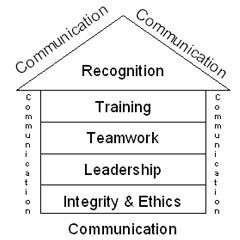 Communication
Communication
Recognition
Communication
Training
Teamwork
Leadership
Integrity & Ethics
Communication
Communication